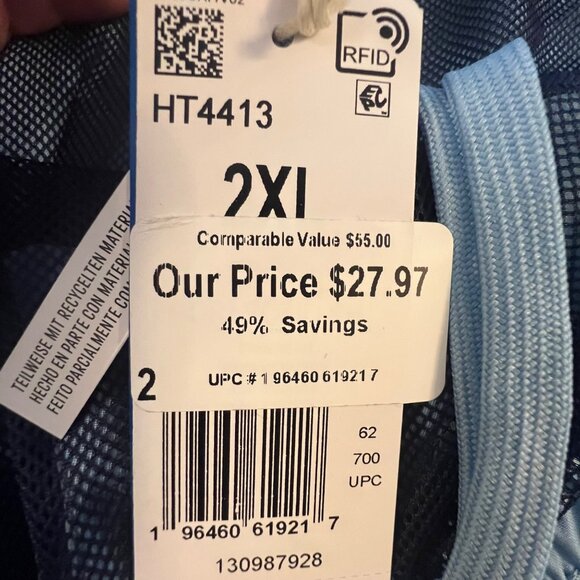 RFID
EPC
HT4413
2XL
Comparable Value $55.00
Our Price $27.97
49% Savings
2
UPC # 1 96460 61921 7
62
700
UPC
1 96460 61921 7
130987928
TEILWEISE MIT RECYCELTEN
HECHO EN PARTE CON
FEITO PARCIALMENTE